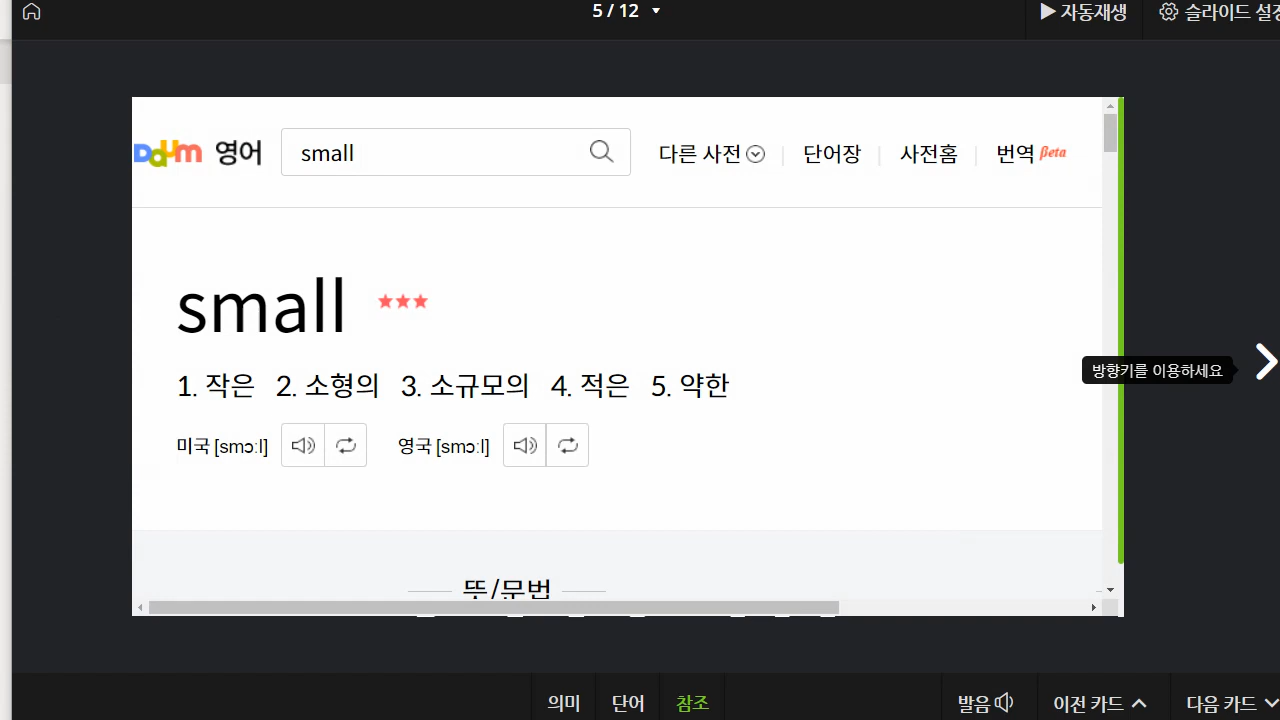 5 / 12
자동재생
슬라이드 설정
Daum 영어
small
다른 사전
단어장
사전홈
번역 βeta
small
1. 작은 2. 소형의 3. 소규모의 4. 적은 5. 약한
미국 [smɔːl]
영국 [smɔːl]
방향키를 이용하세요
뜻/문법
의미
단어
참조
발음
이전 카드
다음 카드